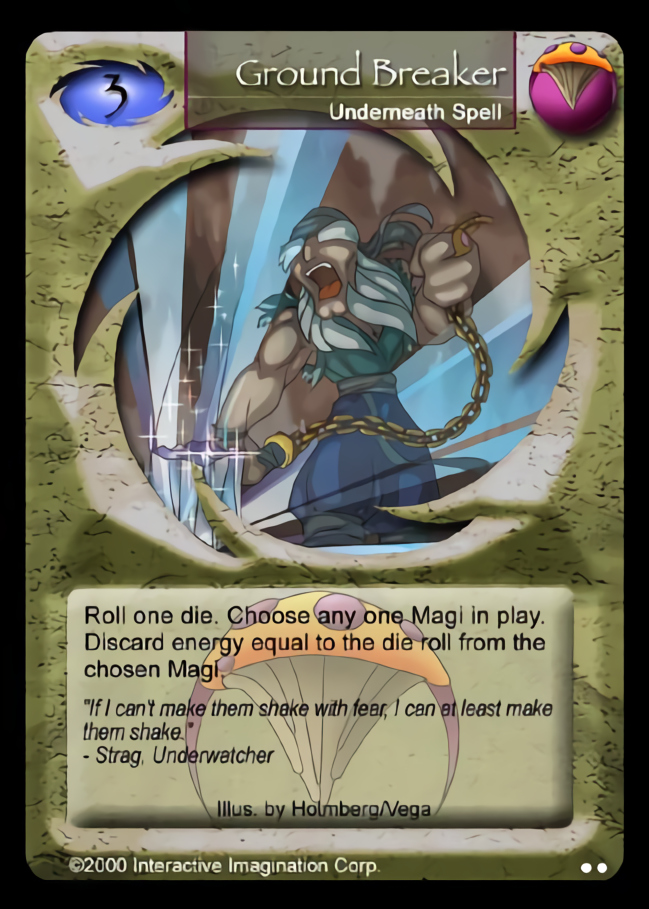 3
Ground Breaker
Underneath Spell
Roll one die. Choose any one Magi in play.
Discard energy equal to the die roll from the
chosen Magi.
"If I can't make them shake with fear, I can at least make
them shake."
- Strag, Underwatcher
Illus. by Holmberg/Vega
©2000 Interactive Imagination Corp.